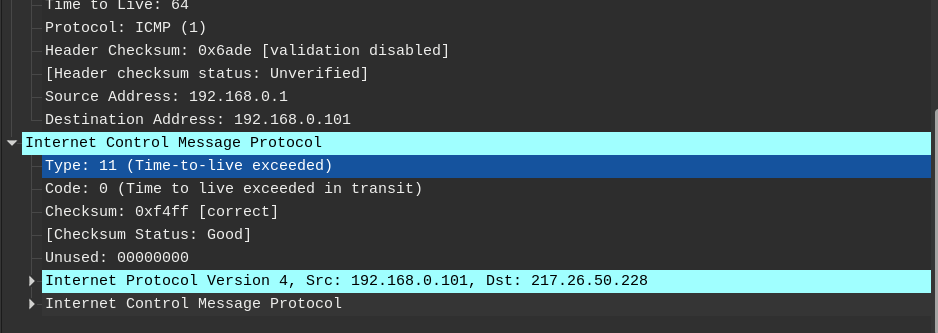 Time to Live: 64
Protocol: ICMP (1)
Header Checksum: 0x6ade [validation disabled]
[Header checksum status: Unverified]
Source Address: 192.168.0.1
Destination Address: 192.168.0.101
Internet Control Message Protocol
Type: 11 (Time-to-live exceeded)
Code: 0 (Time to live exceeded in transit)
Checksum: 0xf4ff [correct]
[Checksum Status: Good]
Unused: 00000000
Internet Protocol Version 4, Src: 192.168.0.101, Dst: 217.26.50.228
Internet Control Message Protocol